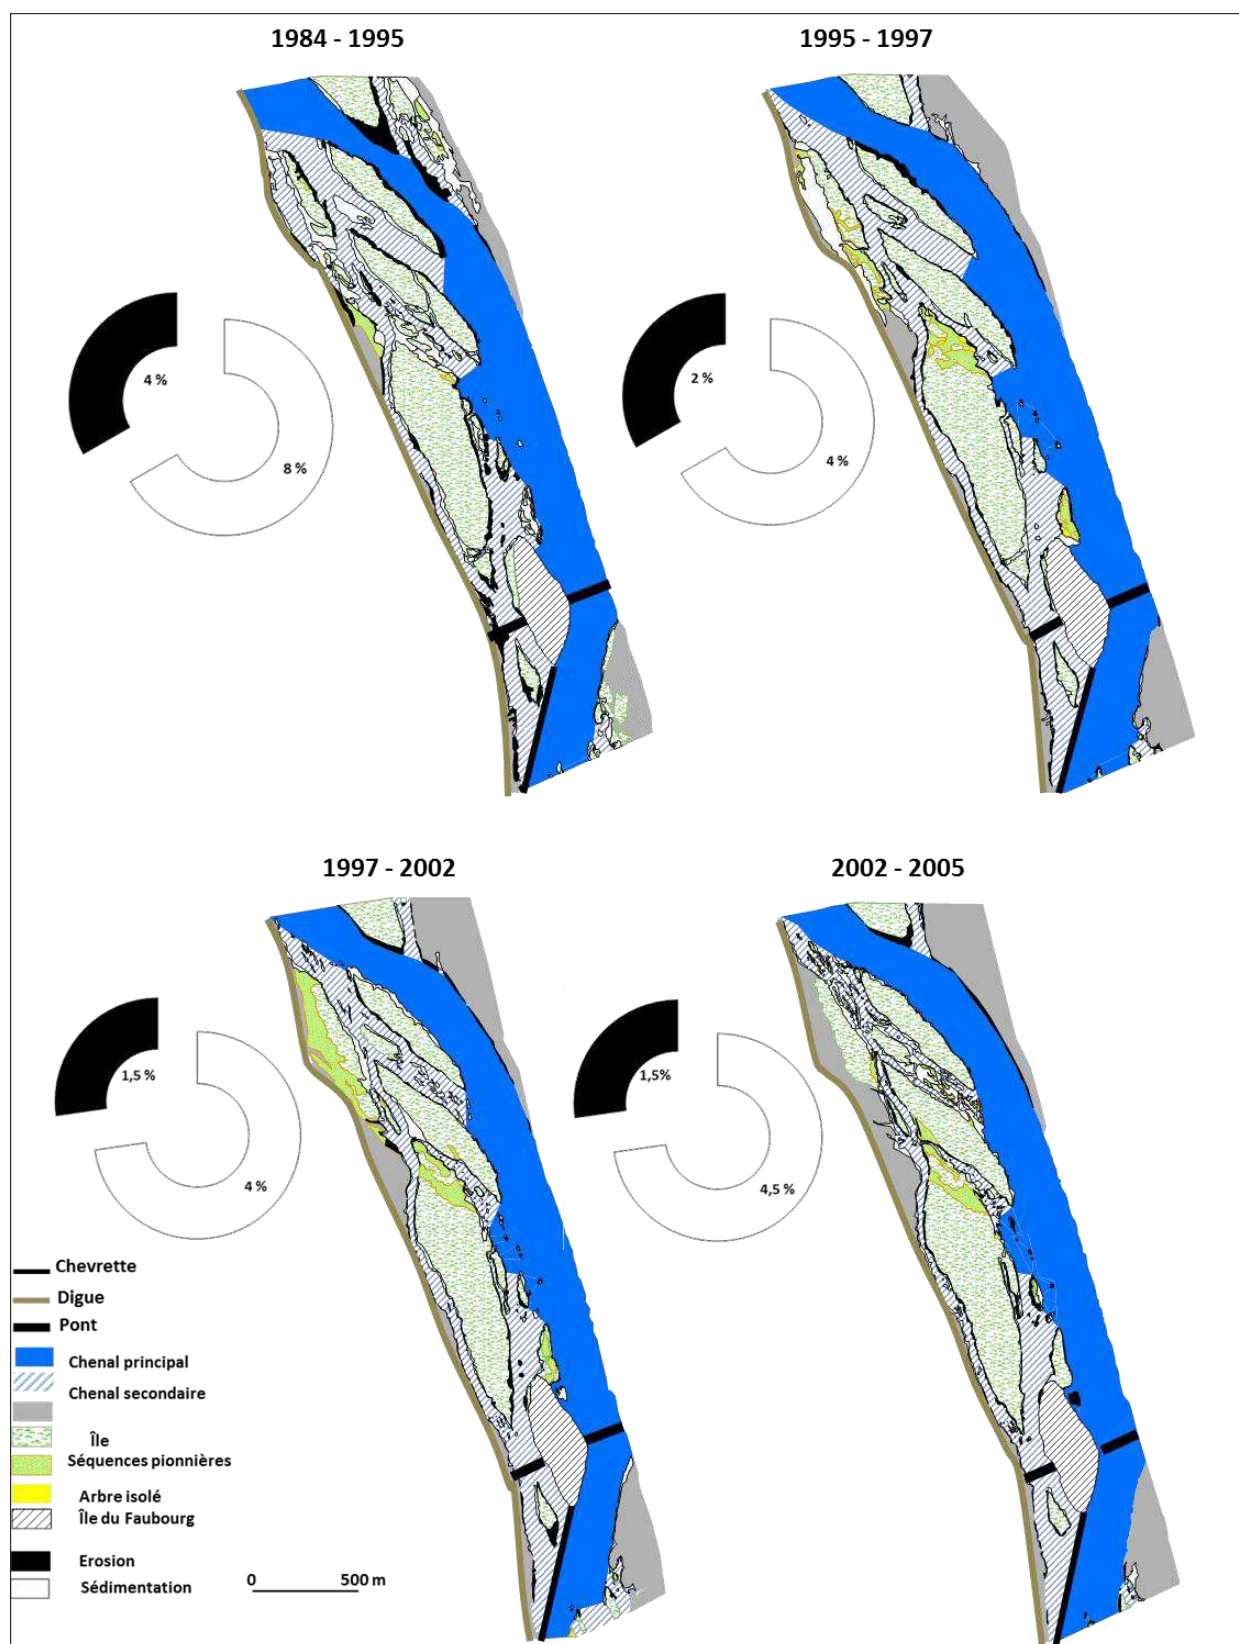 1984 - 1995
1995 - 1997
4 %
8 %
2 %
4 %
1997 - 2002
2002 - 2005
1,5 %
4 %
1,5%
4,5 %
Chevrette
Digue
Pont
Chenal principal
Chenal secondaire
Île
Séquences pionnières
Arbre isolé
Île du Faubourg
Erosion
Sédimentation
0 500 m